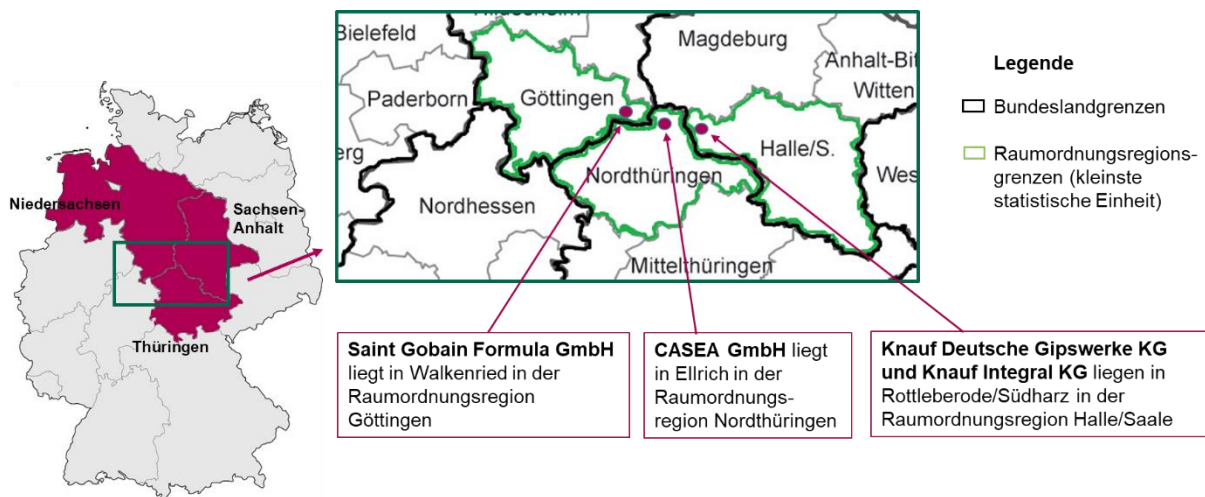 Niedersachsen
Sachsen-
Anhalt
Thüringen
Hildesheim
Bielefeld
Magdeburg
Anhalt-Bit
Witten
Paderborn
Göttingen
erg
Halle/S.
Nordthüringen
Wes
Nordhessen
Mittelthüringen
Legende
Bundeslandgrenzen
Raumordnungsregions-
grenzen (kleinste
statistische Einheit)
Saint Gobain Formula GmbH
liegt in Walkenried in der
Raumordnungsregion
Göttingen
CASEA GmbH liegt
in Ellrich in der
Raumordnungs-
region Nordthüringen
Knauf Deutsche Gipswerke KG
und Knauf Integral KG liegen in
Rottleberode/Südharz in der
Raumordnungsregion Halle/Saale